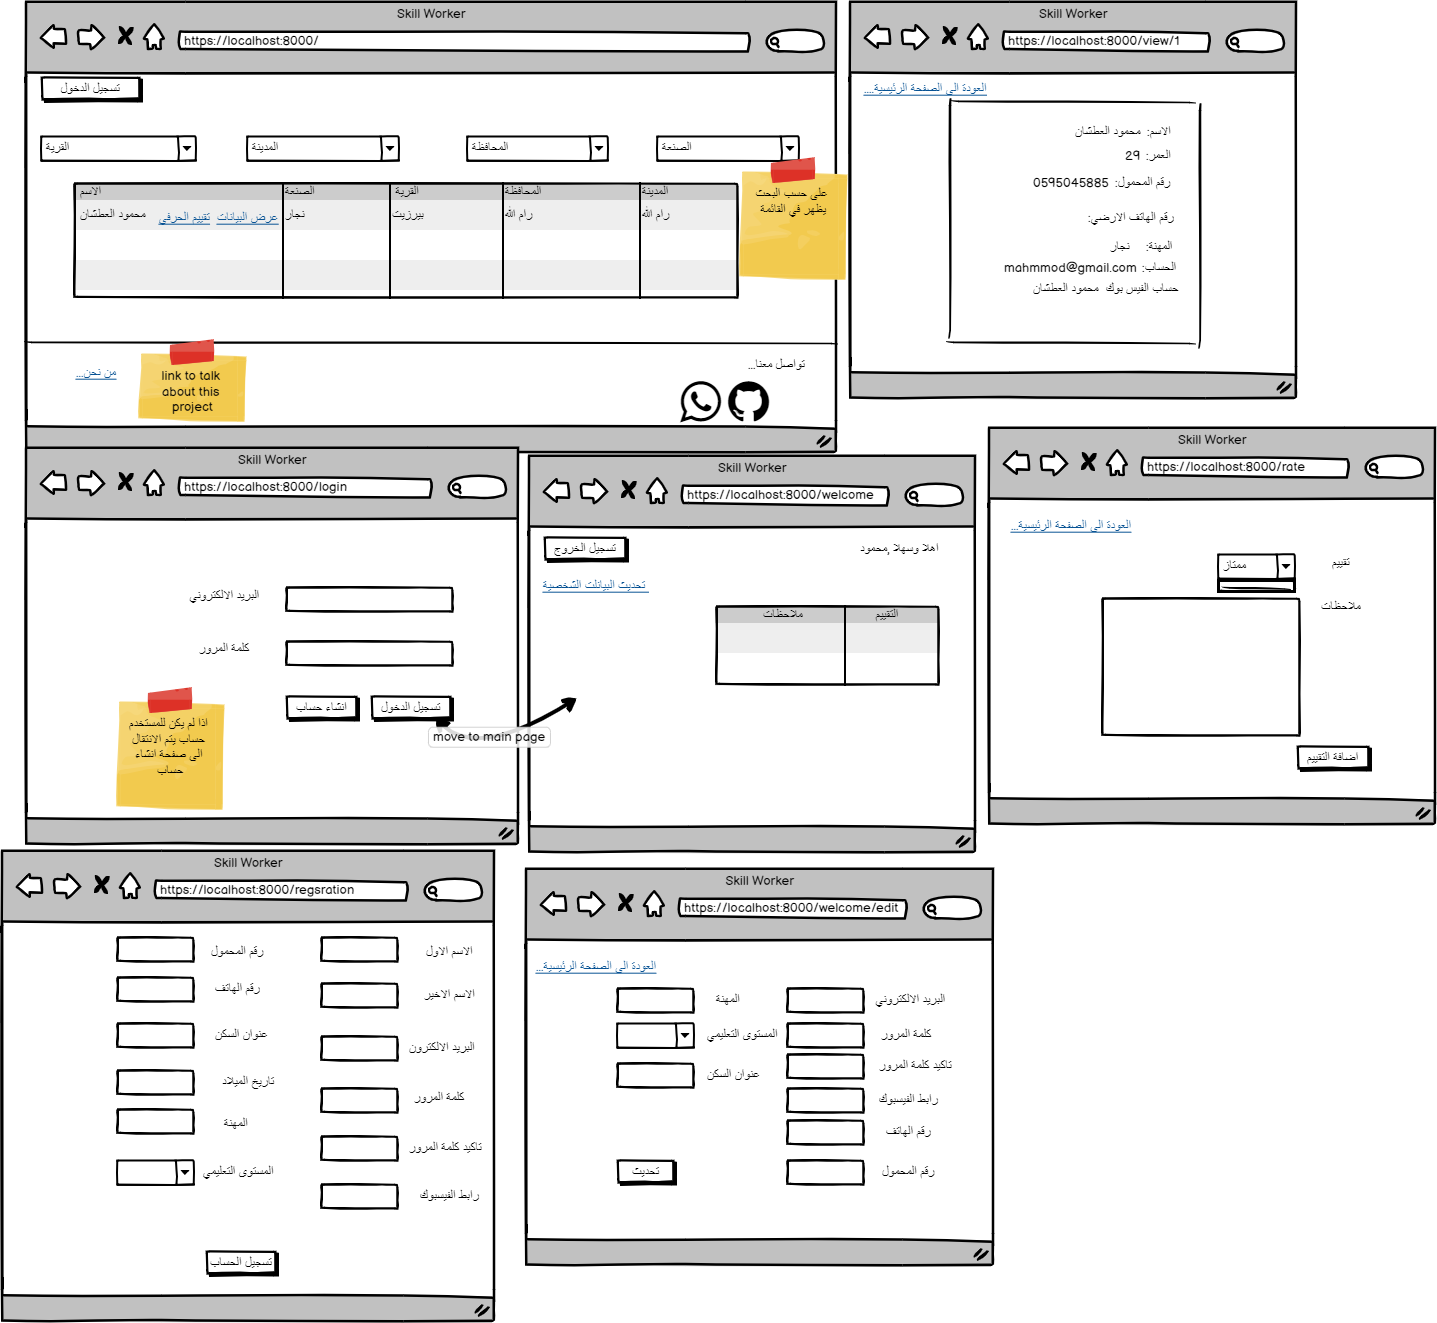 Skill Worker
https://localhost:8000/
تسجيل الدخول
الصنعة
المحافظة
المدينة
القرية
الاسم
الصنعة
القرية
المحافظة
المدينة
محمود العطشان
تقييم الحرفي
عرض البيانات
نجار
بيرزيت
رام الله
رام الله
على حسب البحث
يظهر في القائمة
من نحن...
link to talk
about this
project
تواصل معنا...
Skill Worker
https://localhost:8000/view/1
العودة الى الصفحة الرئيسية....
الاسم: محمود العطشان
العمر: 29
رقم المحمول: 0595045885
رقم الهاتف الارضي:
المهنة: نجار
الحساب: mahmmod@gmail.com
حساب الفيس بوك محمود العطشان
Skill Worker
https://localhost:8000/login
البريد الالكتروني
كلمة المرور
انشاء حساب
تسجيل الدخول
اذا لم يكن للمستخدم
حساب يتم الانتقال
الى صفحة انشاء
حساب
move to main page
Skill Worker
https://localhost:8000/welcome
تسجيل الخروج
اهلا وسهلا ,محمود
تحديث البيانات الشخصية
ملاحظات
التقييم
Skill Worker
https://localhost:8000/rate
العودة الى الصفحة الرئيسية...
تقييم
ممتاز
ملاحظات
اضافة التقييم
Skill Worker
https://localhost:8000/regsration
الاسم الاول
رقم المحمول
الاسم الاخير
رقم الهاتف
البريد الالكترون
عنوان السكن
كلمة المرور
تاريخ الميلاد
تاكيد كلمة المرور
المهنة
رابط الفيسبوك
المستوى التعليمي
تسجيل الحساب
Skill Worker
https://localhost:8000/welcome/edit
العودة الى الصفحة الرئيسية...
البريد الالكتروني
المهنة
كلمة المرور
المستوى التعليمي
تاكيد كلمة المرور
عنوان السكن
رابط الفيسبوك
رقم الهاتف
رقم المحمول
تحديث